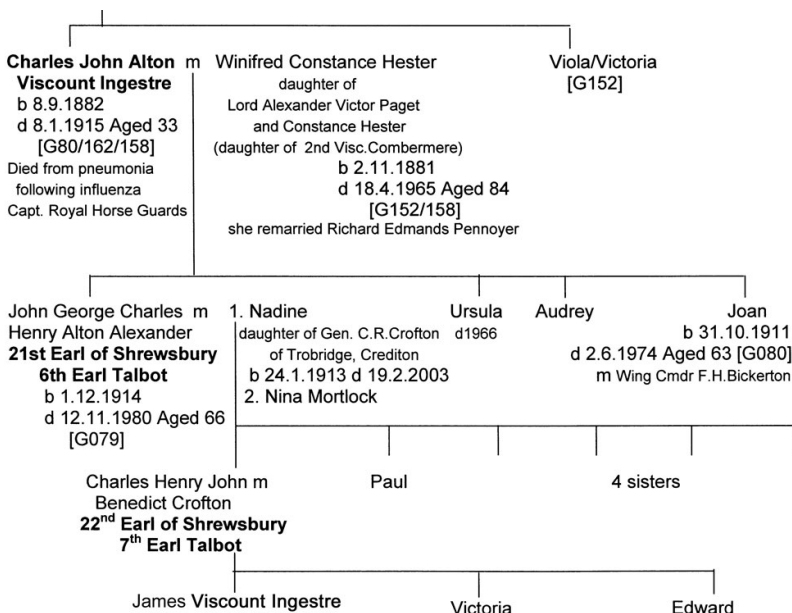 Charles John Alton m
Viscount Ingestre
b 8.9.1882
d 8.1.1915 Aged 33
[G80/162/158]
Died from pneumonia
following influenza
Capt. Royal Horse Guards
Winifred Constance Hester
daughter of
Lord Alexander Victor Paget
and Constance Hester
(daughter of 2nd Visc.Combermere)
b 2.11.1881
d 18.4.1965 Aged 84
[G152/158]
she remarried Richard Edmands Pennoyer
Viola/Victoria
[G152]
John George Charles m
Henry Alton Alexander
21st Earl of Shrewsbury
6th Earl Talbot
b 1.12.1914
d 12.11.1980 Aged 66
[G079]
1. Nadine
daughter of Gen. C.R.Crofton
of Trobridge, Crediton
b 24.1.1913 d 19.2.2003
2. Nina Mortlock
Ursula
d1966
Audrey
Joan
b 31.10.1911
d 2.6.1974 Aged 63 [G080]
m Wing Cmdr F.H.Bickerton
Charles Henry John m
Benedict Crofton
22nd Earl of Shrewsbury
7th Earl Talbot
Paul
4 sisters
James Viscount Ingestre
Victoria
Edward